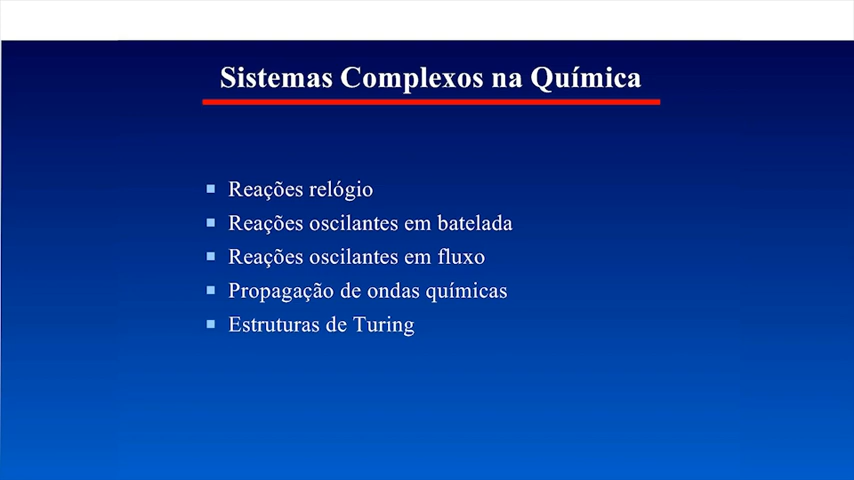 Sistemas Complexos na Química
Reações relógio
Reações oscilantes em batelada
Reações oscilantes em fluxo
Propagação de ondas químicas
Estruturas de Turing